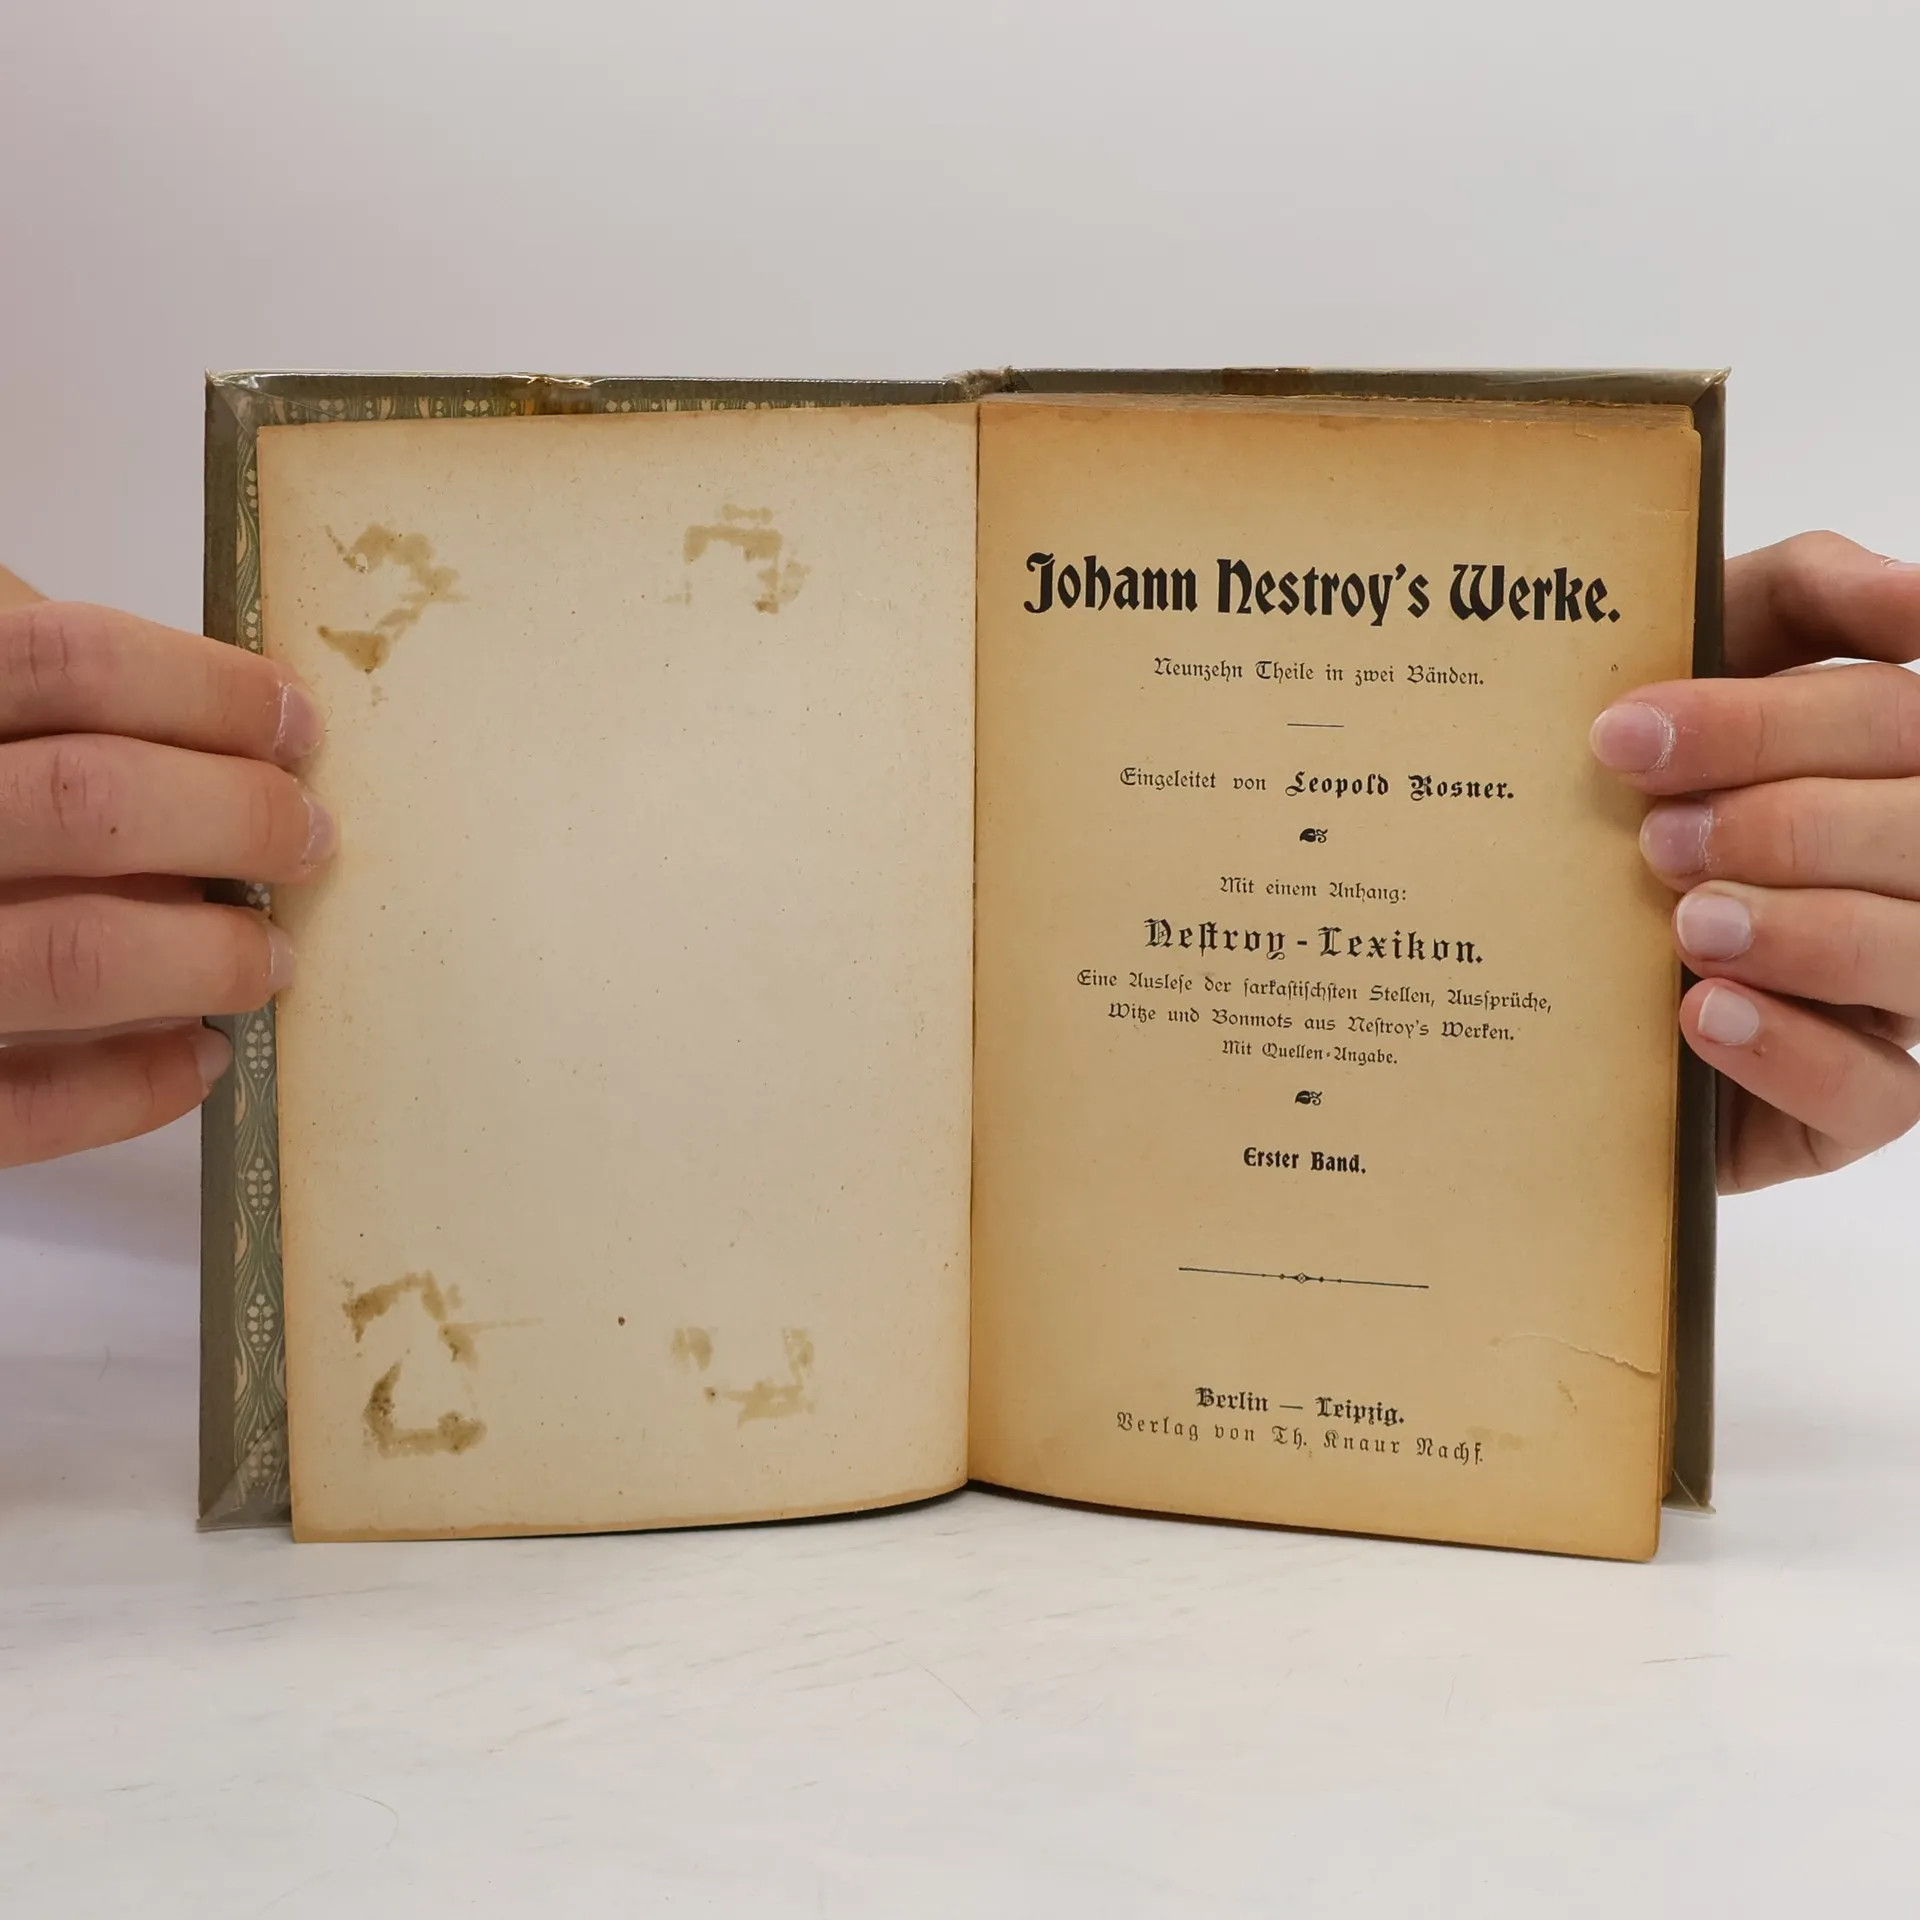 Johann Nestroy's Werke.
Neunzehn Theile in zwei Bänden.
Eingeleitet von Leopold Rosner.
Mit einem Anhang:
Neſtroy-Lexikon.
Eine Ausleſe der ſarkaſtiſchſten Stellen, Ausſprüche,
Witze und Bonmots aus Neſtroy's Werken.
Mit Quellen-Angabe.
Erster Band.
Berlin — Leipzig.
Verlag von Th. Knaur Nachf.